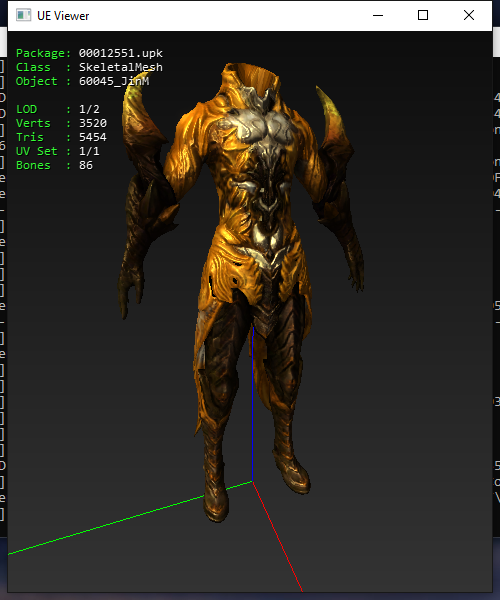 UE Viewer
Package: 00012551.upk
Class  : SkeletalMesh
Object : 60045_JinM
LOD    : 1/2
Verts  : 3520
Tris   : 5454
UV Set : 1/1
Bones  : 86